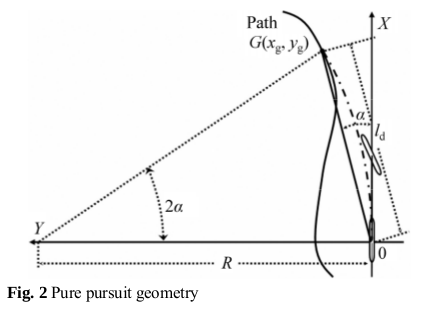 Path
X
G(xg, yg)
α
ld
2α
Y
0
R
Fig. 2 Pure pursuit geometry